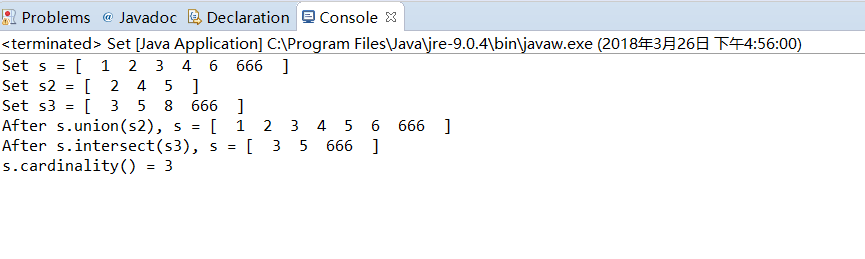 Problems @ Javadoc Declaration Console
<terminated> Set [Java Application] C:\Program Files\Java\jre-9.0.4\bin\javaw.exe (2018年3月26日 下午4:56:00)
Set s = [  1  2  3  4  6  666  ]
Set s2 = [  2  4  5  ]
Set s3 = [  3  5  8  666  ]
After s.union(s2), s = [  1  2  3  4  5  6  666  ]
After s.intersect(s3), s = [  3  5  666  ]
s.cardinality() = 3